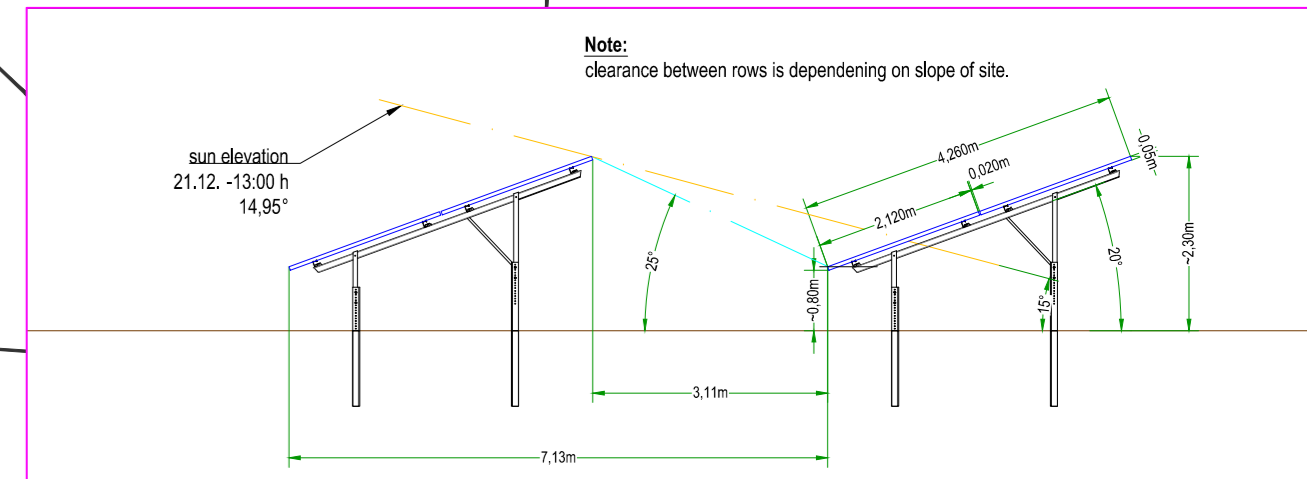 Note:
clearance between rows is dependening on slope of site.
sun elevation
21.12. -13:00 h
14,95°
4,260m
0,05m
0,020m
2,120m
25°
~0,80m
20°
15°
~2,30m
3,11m
7,13m